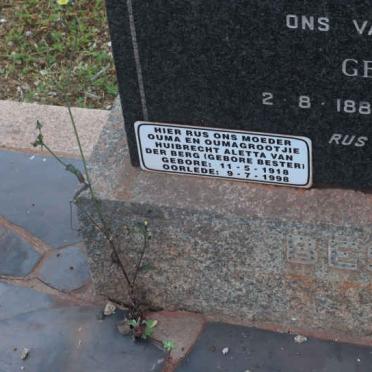 ONS
GE
2-8-188
RUS
HIER RUS ONS MOEDER
OUMA EN OUMAGROOTJIE
HUIBRECHT ALETTA VAN
DER BERG (GEBORE BESTER)
GEBORE: 11-5-1918
OORLEDE: 9-7-1998